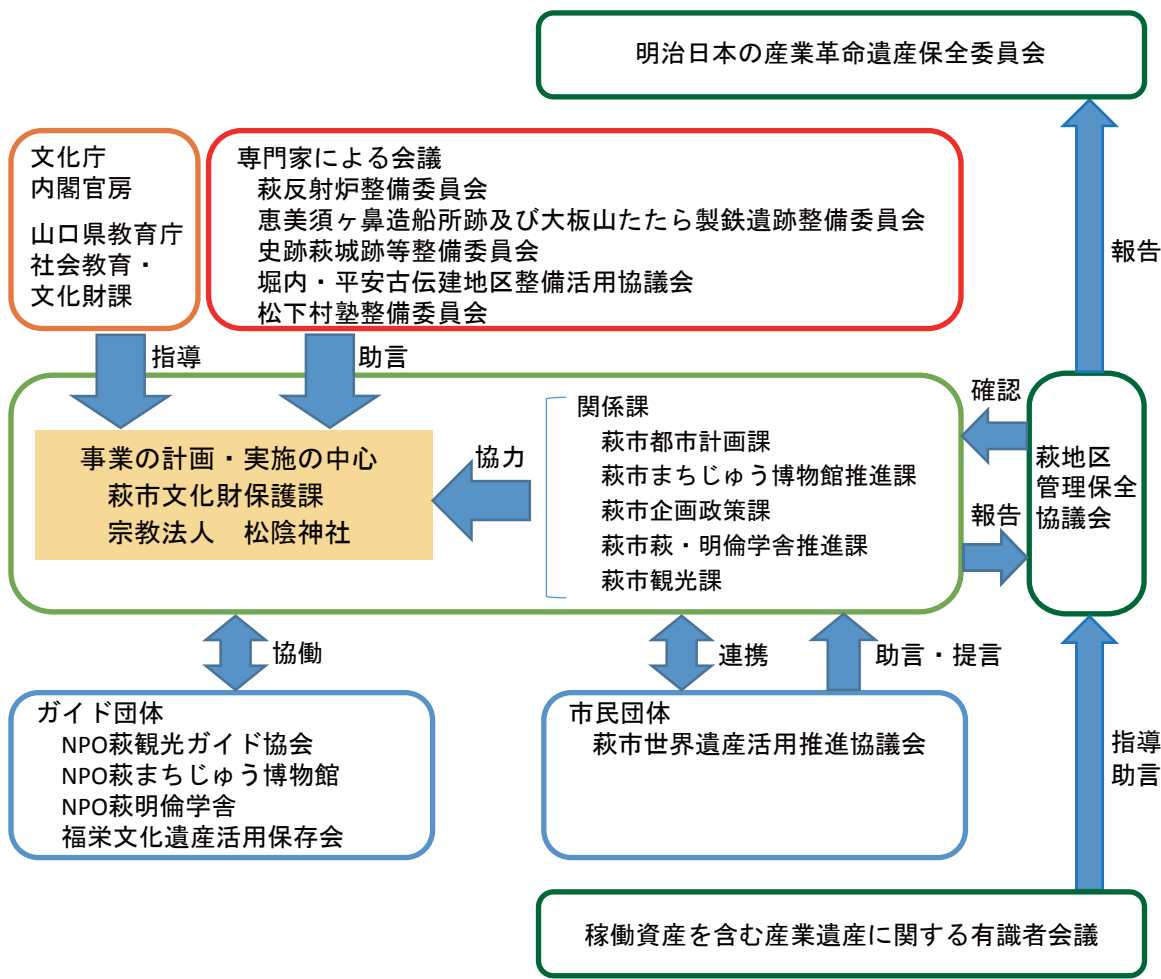 明治日本の産業革命遺産保全委員会
文化庁
内閣官房
山口県教育庁
社会教育・
文化財課
専門家による会議
萩反射炉整備委員会
恵美須ヶ鼻造船所跡及び大板山たたら製鉄遺跡整備委員会
史跡萩城跡等整備委員会
堀内・平安古伝建地区整備活用協議会
松下村塾整備委員会
報告
指導
助言
事業の計画・実施の中心
萩市文化財保護課
宗教法人　松陰神社
協力
関係課
萩市都市計画課
萩市まちじゅう博物館推進課
萩市企画政策課
萩市萩・明倫学舎推進課
萩市観光課
確認
報告
萩地区
管理保全
協議会
協働
連携
助言・提言
ガイド団体
NPO萩観光ガイド協会
NPO萩まちじゅう博物館
NPO萩明倫学舎
福栄文化遺産活用保存会
市民団体
萩市世界遺産活用推進協議会
指導
助言
稼働資産を含む産業遺産に関する有識者会議